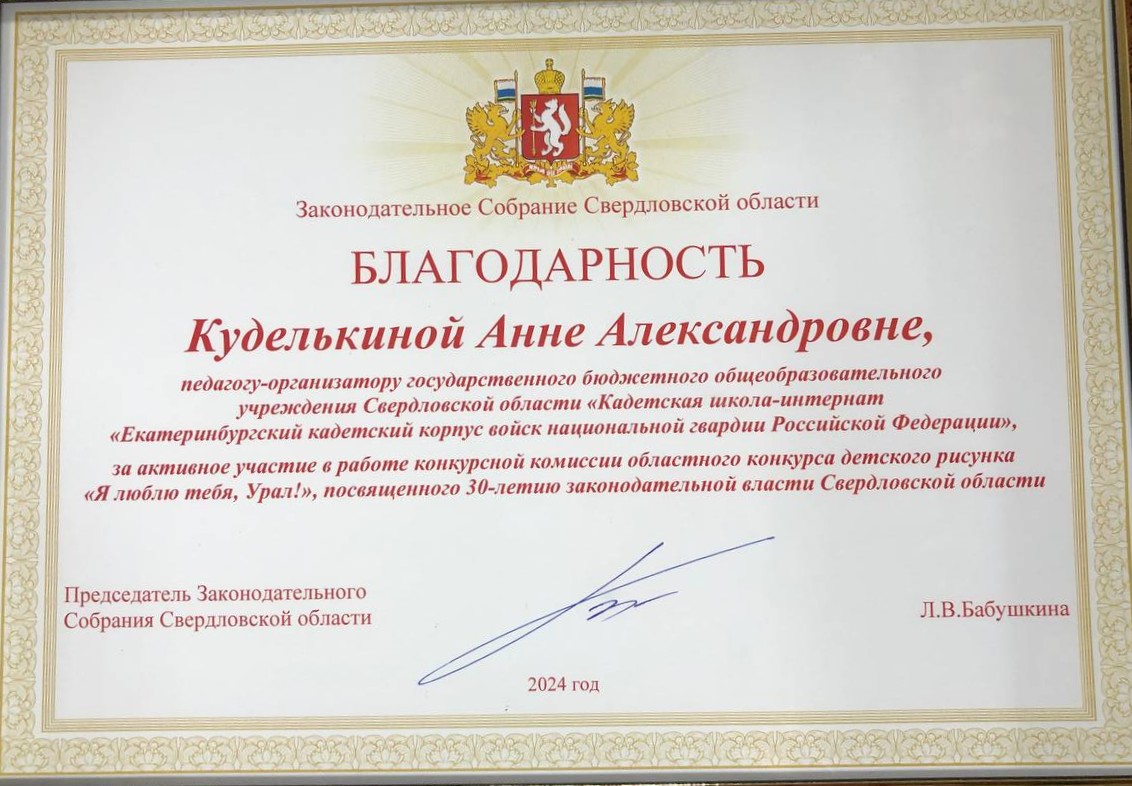 Законодательное Собрание Свердловской области
БЛАГОДАРНОСТЬ
Куделькиной Анне Александровне,
педагогу-организатору государственного бюджетного общеобразовательного
учреждения Свердловской области «Кадетская школа-интернат
«Екатеринбургский кадетский корпус войск национальной гвардии Российской Федерации»,
за активное участие в работе конкурсной комиссии областного конкурса детского рисунка
«Я люблю тебя, Урал!», посвященного 30-летию законодательной власти Свердловской области
Председатель Законодательного
Собрания Свердловской области
Л.В.Бабушкина
2024 год